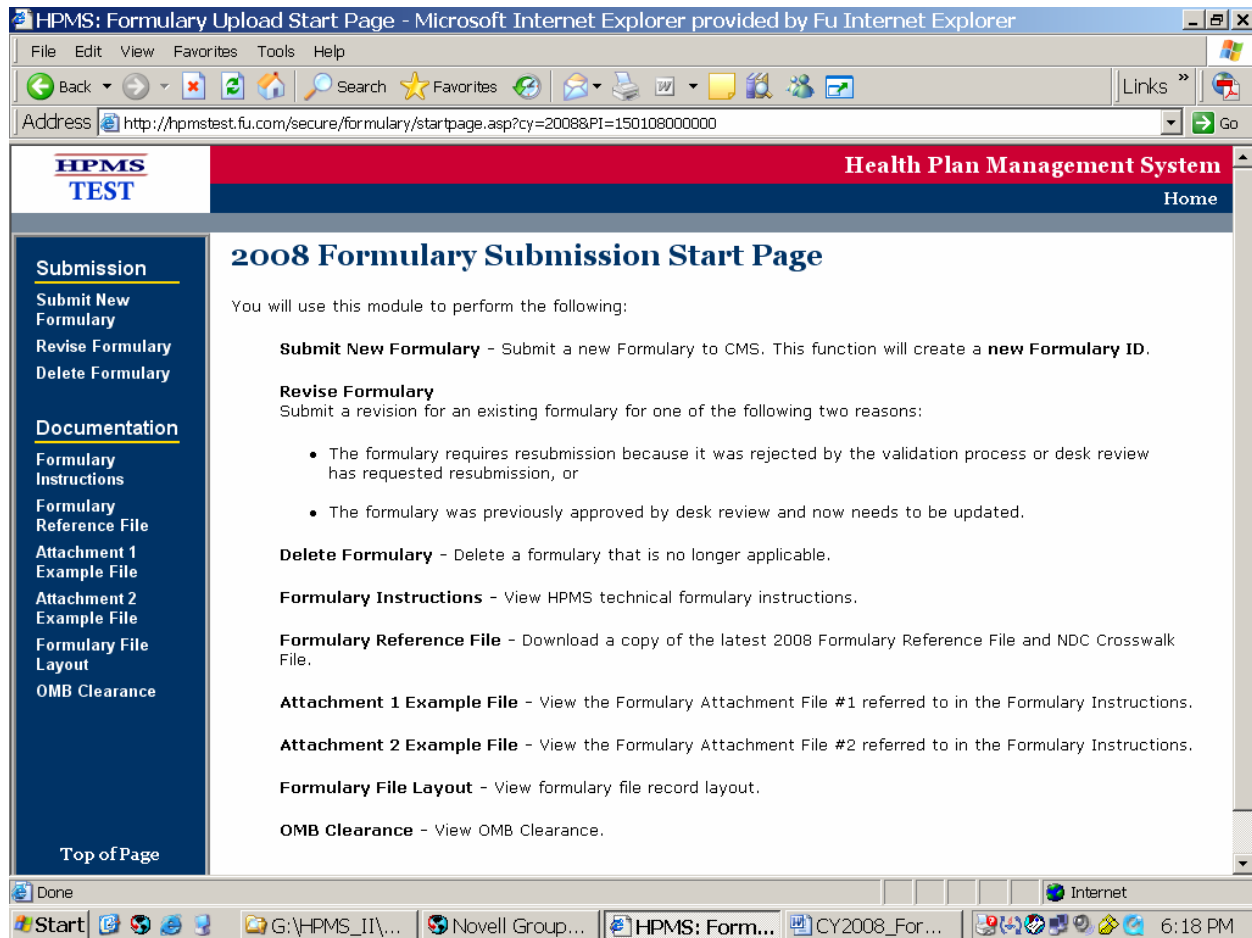 HPMS: Formulary Upload Start Page - Microsoft Internet Explorer provided by Fu Internet Explorer
File Edit View Favorites Tools Help
Back Search Favorites Links »
Address http://hpmstest.fu.com/secure/formulary/startpage.asp?cy=2008&PI=150108000000 Go
HPMS
TEST
Health Plan Management System
Home
Submission
Submit New
Formulary
Revise Formulary
Delete Formulary
Documentation
Formulary
Instructions
Formulary
Reference File
Attachment 1
Example File
Attachment 2
Example File
Formulary File
Layout
OMB Clearance
Top of Page
2008 Formulary Submission Start Page
You will use this module to perform the following:
Submit New Formulary - Submit a new Formulary to CMS. This function will create a new Formulary ID.
Revise Formulary
Submit a revision for an existing formulary for one of the following two reasons:
• The formulary requires resubmission because it was rejected by the validation process or desk review
has requested resubmission, or
• The formulary was previously approved by desk review and now needs to be updated.
Delete Formulary - Delete a formulary that is no longer applicable.
Formulary Instructions - View HPMS technical formulary instructions.
Formulary Reference File - Download a copy of the latest 2008 Formulary Reference File and NDC Crosswalk
File.
Attachment 1 Example File - View the Formulary Attachment File #1 referred to in the Formulary Instructions.
Attachment 2 Example File - View the Formulary Attachment File #2 referred to in the Formulary Instructions.
Formulary File Layout - View formulary file record layout.
OMB Clearance - View OMB Clearance.
Done Internet
Start G:\HPMS_II\... Novell Group... HPMS: Form... CY2008_For... 6:18 PM